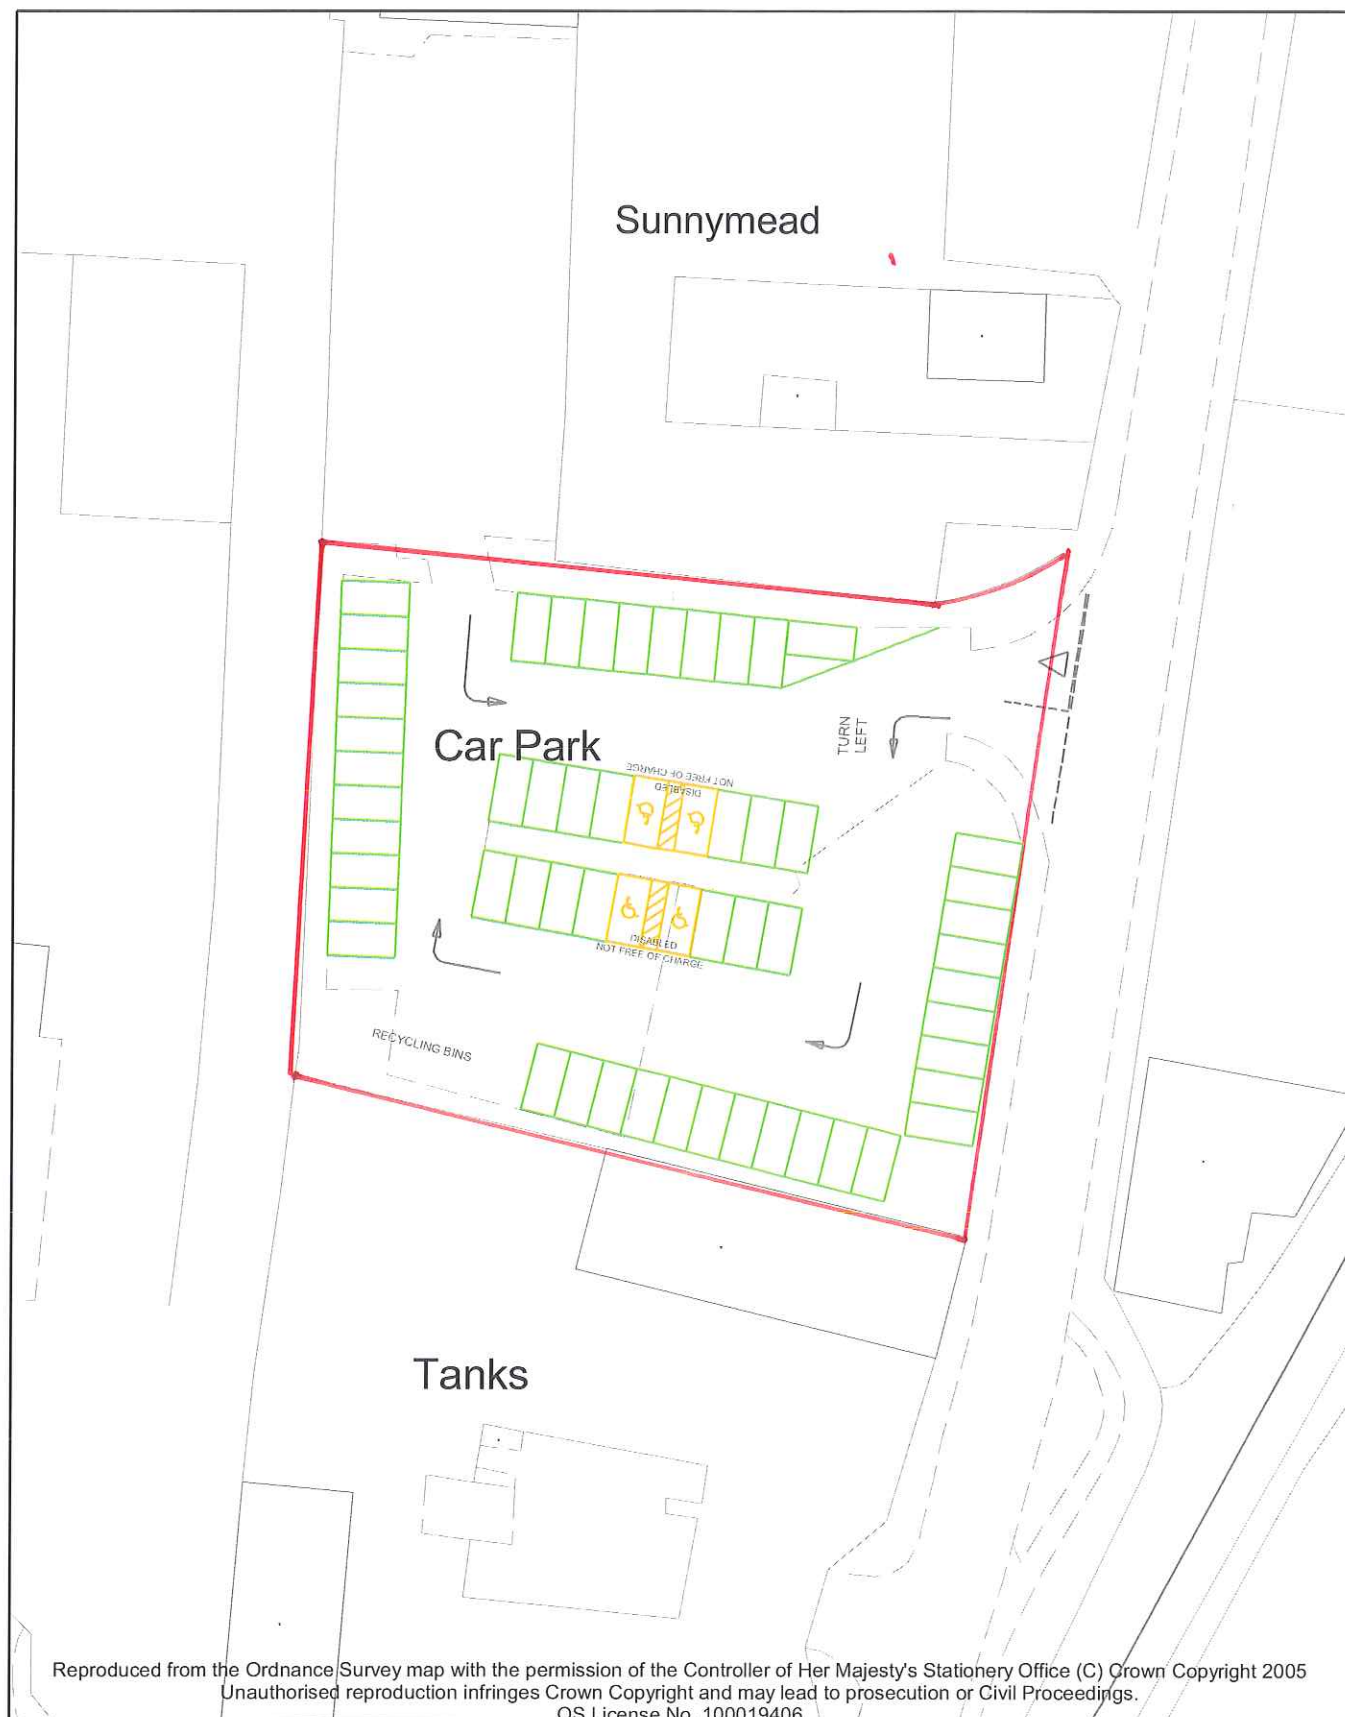 Sunnymead
TURN
LEFT
Car Park
NOT FREE OF CHARGE
DISABLED
DISABLED
NOT FREE OF CHARGE
RECYCLING BINS
Tanks
Reproduced from the Ordnance Survey map with the permission of the Controller of Her Majesty's Stationery Office (C) Crown Copyright 2005
Unauthorised reproduction infringes Crown Copyright and may lead to prosecution or Civil Proceedings.
OS License No. 100019406